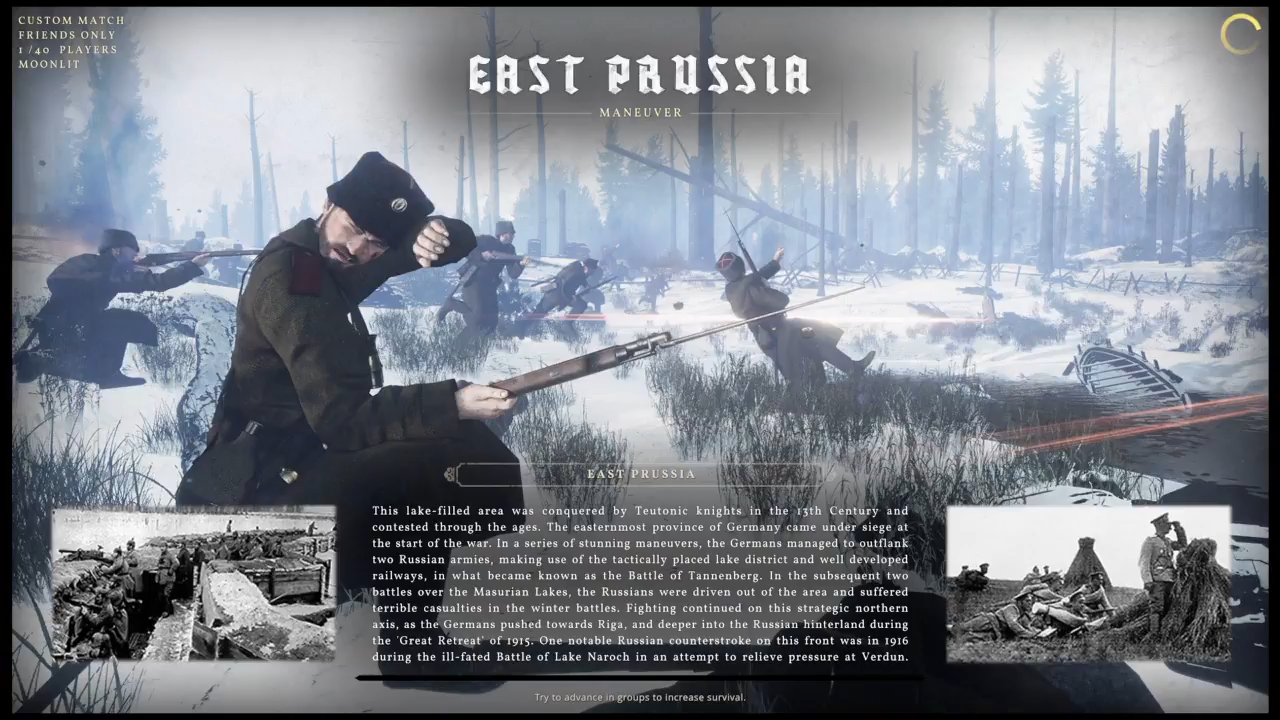 CUSTOM MATCH
FRIENDS ONLY
1/40 PLAYERS
MOONLIT
EAST PRUSSIA
MANEUVER
EAST PRUSSIA
This lake-filled area was conquered by Teutonic knights in the 13th Century and
contested through the ages. The easternmost province of Germany came under siege at
the start of the war. In a series of stunning maneuvers, the Germans managed to outflank
two Russian armies, making use of the tactically placed lake district and well developed
railways, in what became known as the Battle of Tannenberg. In the subsequent two
battles over the Masurian Lakes, the Russians were driven out of the area and suffered
terrible casualties in the winter battles. Fighting continued on this strategic northern
axis, as the Germans pushed towards Riga, and deeper into the Russian hinterland during
the 'Great Retreat' of 1915. One notable Russian counterstroke on this front was in 1916
during the ill-fated Battle of Lake Naroch in an attempt to relieve pressure at Verdun.
Try to advance in groups to increase survival.